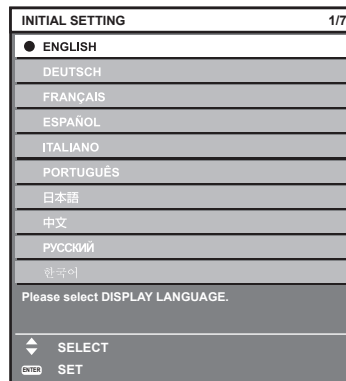 INITIAL SETTING 1/7
ENGLISH
DEUTSCH
FRANÇAIS
ESPAÑOL
ITALIANO
PORTUGUÊS
日本語
中文
РУССКИЙ
한국어
Please select DISPLAY LANGUAGE.
SELECT
ENTER SET